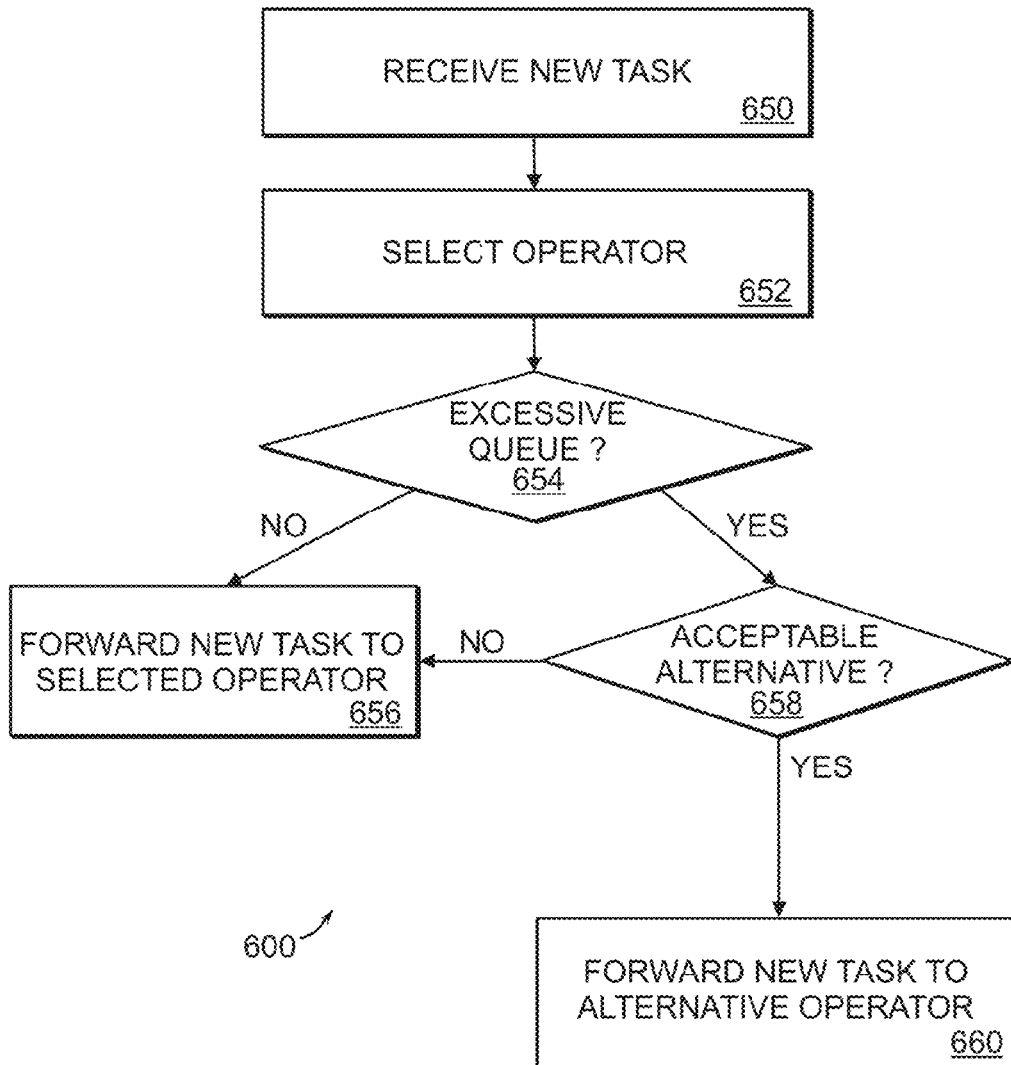 RECEIVE NEW TASK
650
SELECT OPERATOR
652
EXCESSIVE
QUEUE ?
654
NO
YES
FORWARD NEW TASK TO
SELECTED OPERATOR
656
NO
ACCEPTABLE
ALTERNATIVE ?
658
YES
600
FORWARD NEW TASK TO
ALTERNATIVE OPERATOR
660